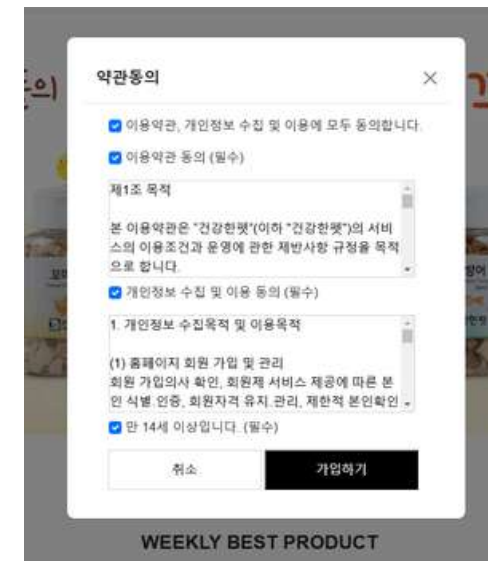 약관동의
이용약관, 개인정보 수집 및 이용에 모두 동의합니다.
이용약관 동의 (필수)
제1조 목적
본 이용약관은 "건강한펫"(이하 "건강한펫")의 서비
스의 이용조건과 운영에 관한 제반사항 규정을 목적
으로 합니다.
개인정보 수집 및 이용 동의 (필수)
1. 개인정보 수집목적 및 이용목적
(1) 홈페이지 회원 가입 및 관리
회원 가입의사 확인, 회원제 서비스 제공에 따른 본
인 식별·인증, 회원자격 유지·관리, 제한적 본인확인
만 14세 이상입니다. (필수)
취소
가입하기
WEEKLY BEST PRODUCT